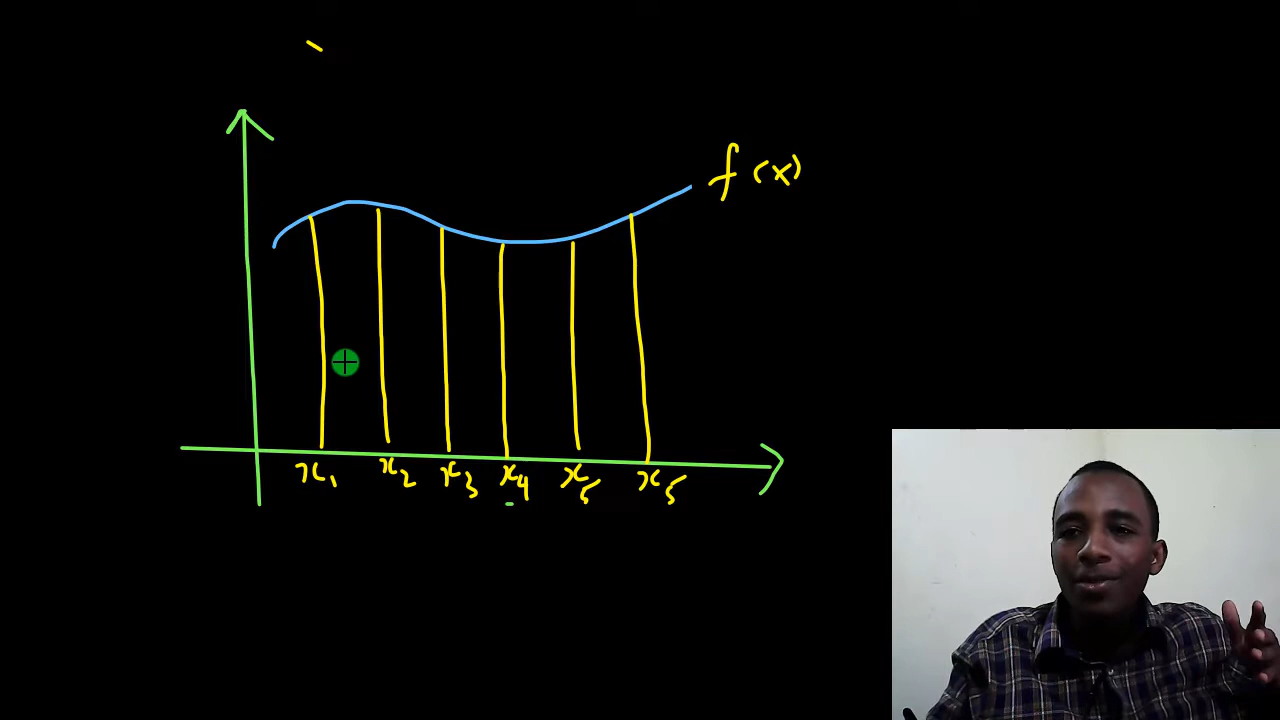 f(x)
x₁ x₂ x₃ x₄ x₅ x₅